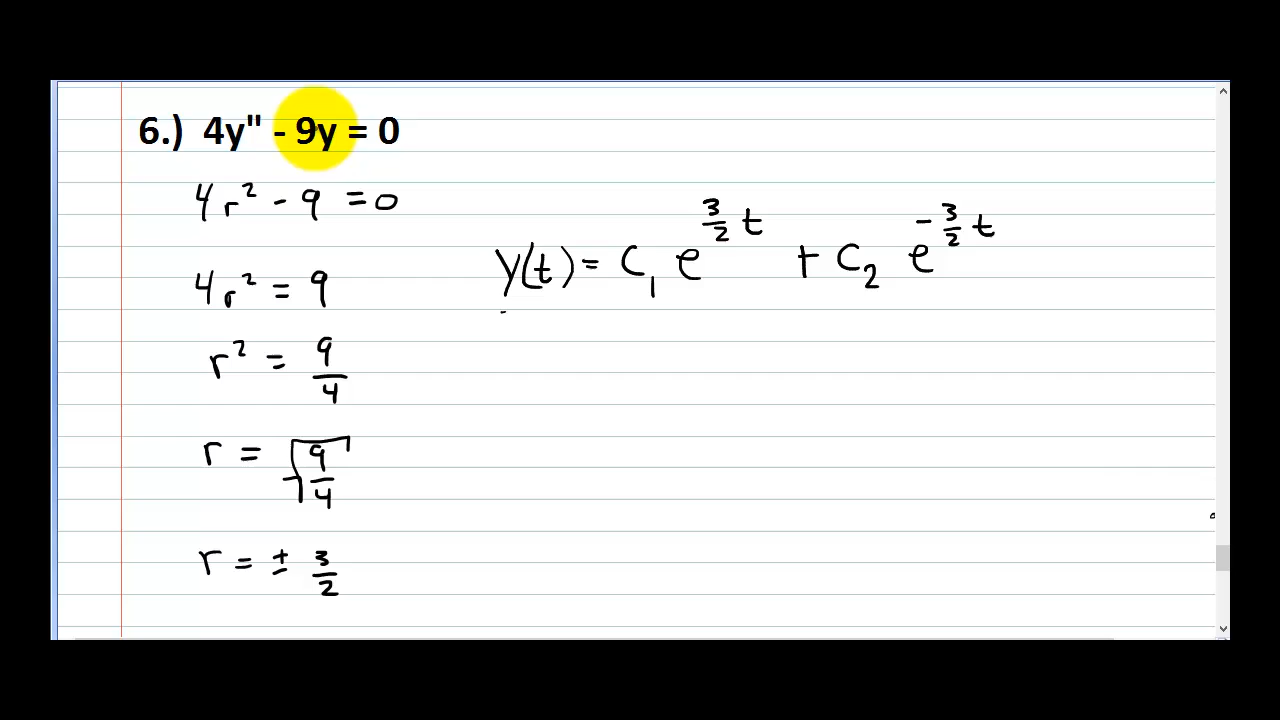 6.) 4y" - 9y = 0
4r² - 9 = 0
4r² = 9
r² = 9/4
r = √(9/4)
r = ± 3/2
y(t) = C₁ e^(3/2 t) + C₂ e^(-3/2 t)